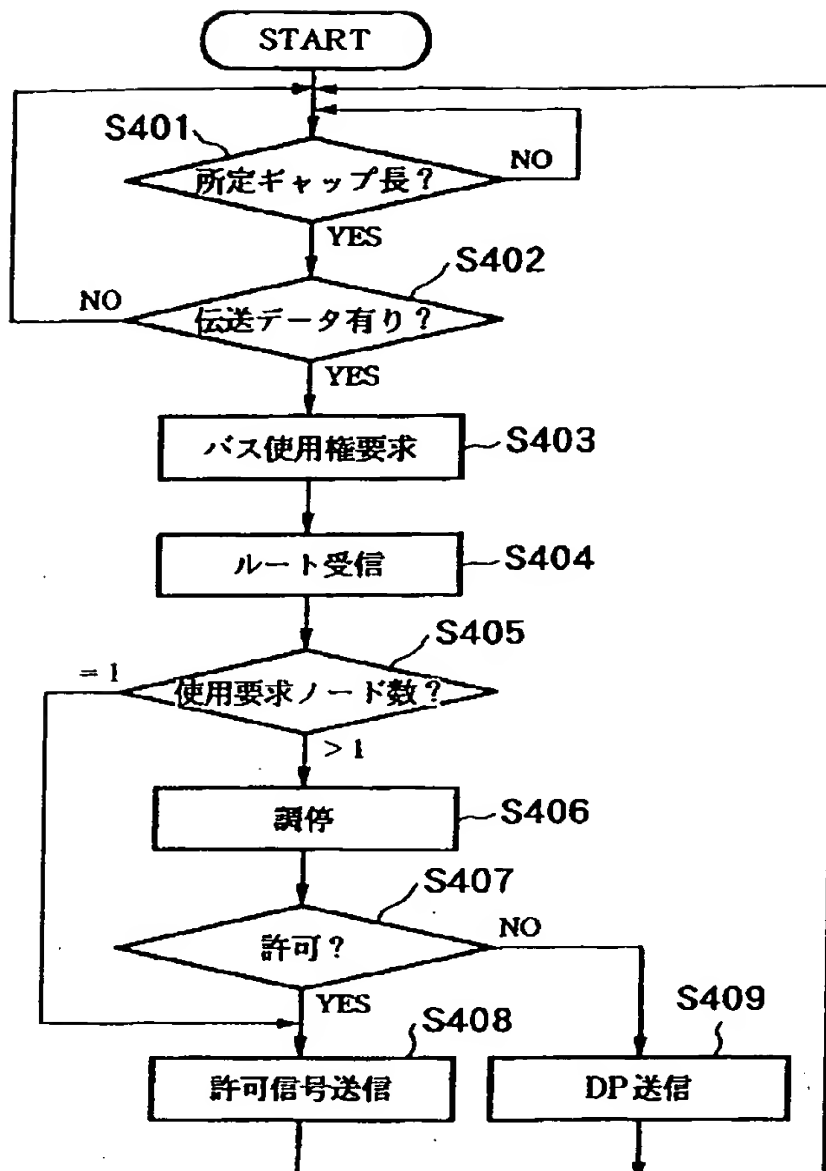 START
S401
所定ギャップ長?
NO
YES
S402
NO
伝送データ有り?
YES
バス使用権要求
S403
ルート受信
S404
S405
= 1
使用要求ノード数?
> 1
調停
S406
S407
許可?
NO
YES
S408
S409
許可信号送信
DP送信